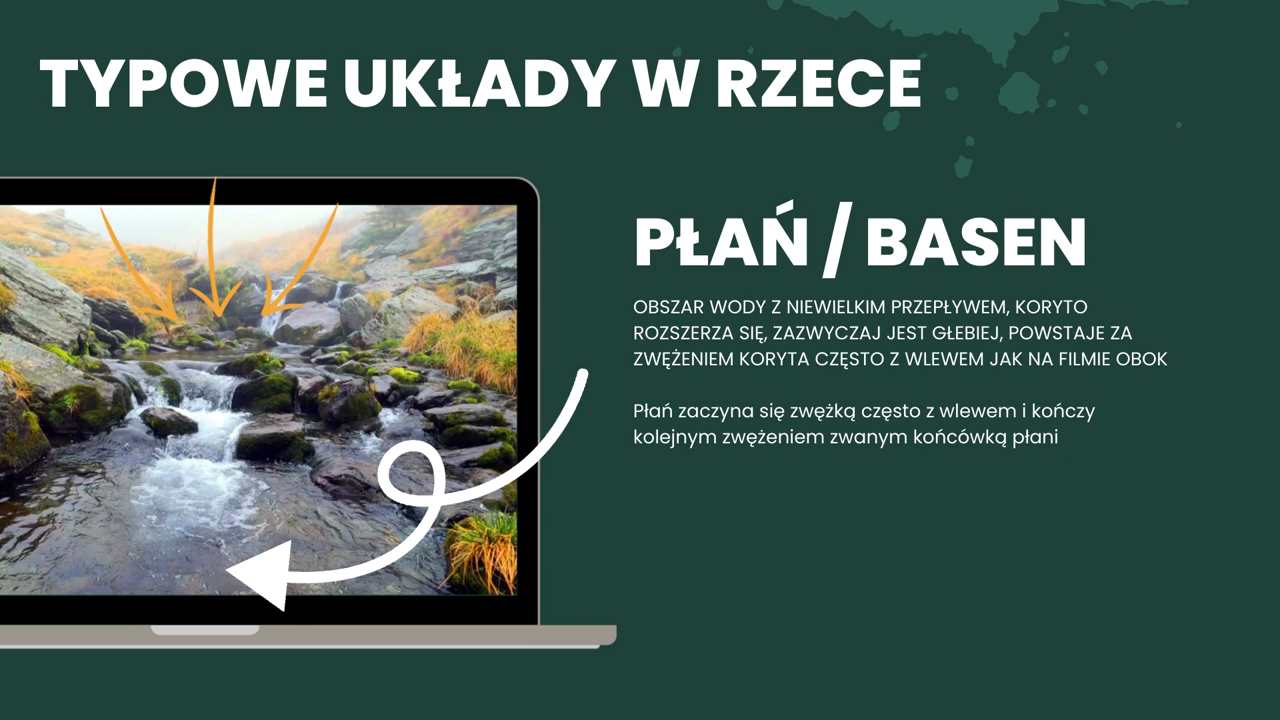 TYPOWE UKŁADY W RZECE
PŁAŃ / BASEN
OBSZAR WODY Z NIEWIELKIM PRZEPŁYWEM, KORYTO
ROZSZERZA SIĘ, ZAZWYCZAJ JEST GŁEBIEJ, POWSTAJE ZA
ZWĘŻENIEM KORYTA CZĘSTO Z WLEWEM JAK NA FILMIE OBOK
Płań zaczyna się zwężką często z wlewem i kończy
kolejnym zwężeniem zwanym końcówką płani